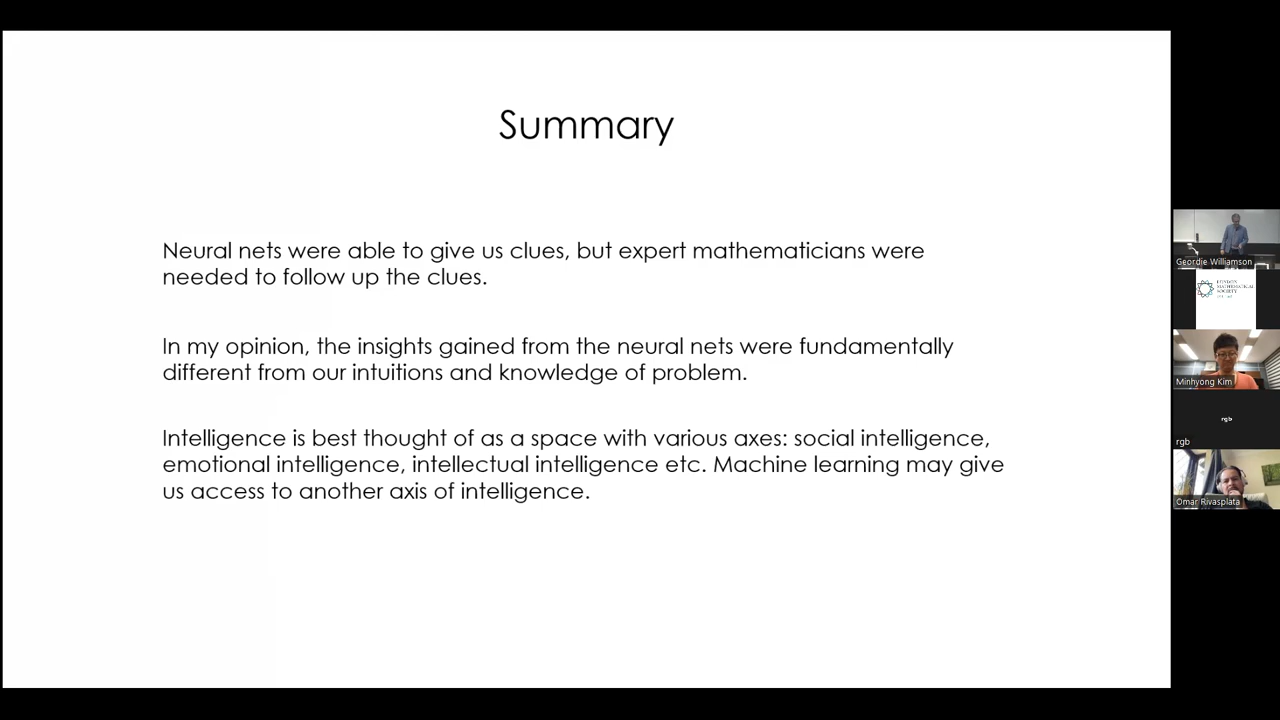 Summary
Neural nets were able to give us clues, but expert mathematicians were
needed to follow up the clues.
In my opinion, the insights gained from the neural nets were fundamentally
different from our intuitions and knowledge of problem.
Intelligence is best thought of as a space with various axes: social intelligence,
emotional intelligence, intellectual intelligence etc. Machine learning may give
us access to another axis of intelligence.
Geordie Williamson
LONDON
MATHEMATICAL
SOCIETY
Minhyong Kim
rgb
rgb
Omar Rivasplata